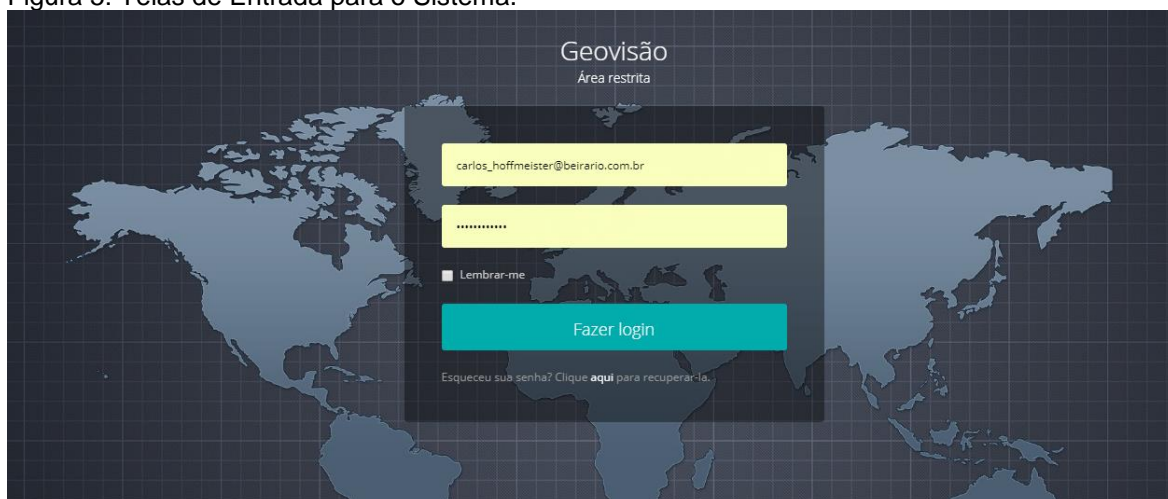 Figura 5: Telas de Entrada para o Sistema.
Geovisão
Área restrita
carlos_hoffmeister@beirario.com.br
••••••••••••
Lembrar-me
Fazer login
Esqueceu sua senha? Clique aqui para recuperar-la.